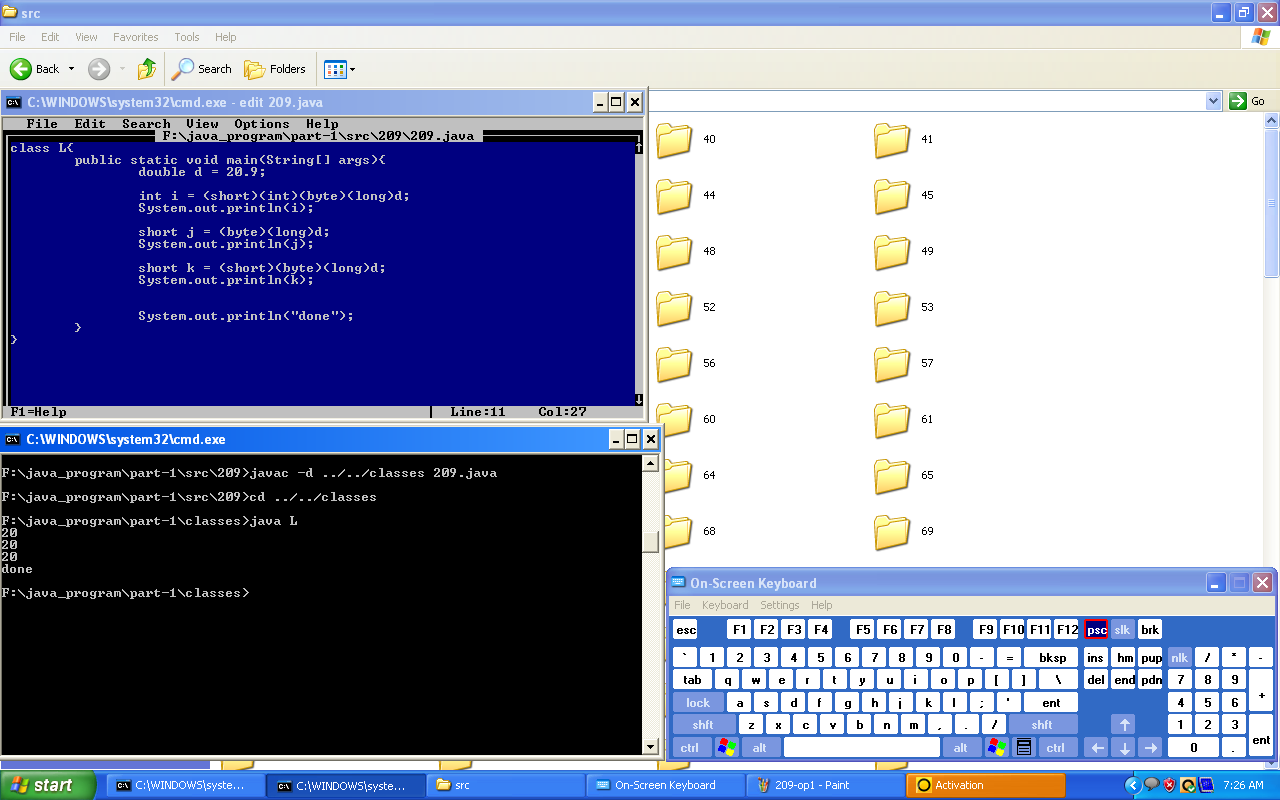 src
File Edit View Favorites Tools Help
Back Search Folders
Go
C:\WINDOWS\system32\cmd.exe - edit 209.java
File Edit Search View Options Help
F:\java_program\part-1\src\209\209.java
class L{
public static void main(String[] args){
double d = 20.9;
int i = (short)(int)(byte)(long)d;
System.out.println(i);
short j = (byte)(long)d;
System.out.println(j);
short k = (short)(byte)(long)d;
System.out.println(k);
System.out.println("done");
}
}
F1=Help Line:11 Col:27
40 41
44 45
48 49
52 53
56 57
60 61
64 65
68 69
C:\WINDOWS\system32\cmd.exe
F:\java_program\part-1\src\209>javac -d ../../classes 209.java
F:\java_program\part-1\src\209>cd ../../classes
F:\java_program\part-1\classes>java L
20
20
20
done
F:\java_program\part-1\classes>
On-Screen Keyboard
File Keyboard Settings Help
esc F1 F2 F3 F4 F5 F6 F7 F8 F9 F10 F11 F12 psc slk brk
` 1 2 3 4 5 6 7 8 9 0 - = bksp ins hm pup nlk / * -
tab q w e r t y u i o p [ ] \ del end pdn 7 8 9 +
lock a s d f g h j k l ; ' ent 4 5 6
shft z x c v b n m , . / shft 1 2 3 ent
ctrl alt alt ctrl 0 .
start C:\WINDOWS\syste... C:\WINDOWS\syste... src On-Screen Keyboard 209-op1 - Paint Activation 7:26 AM